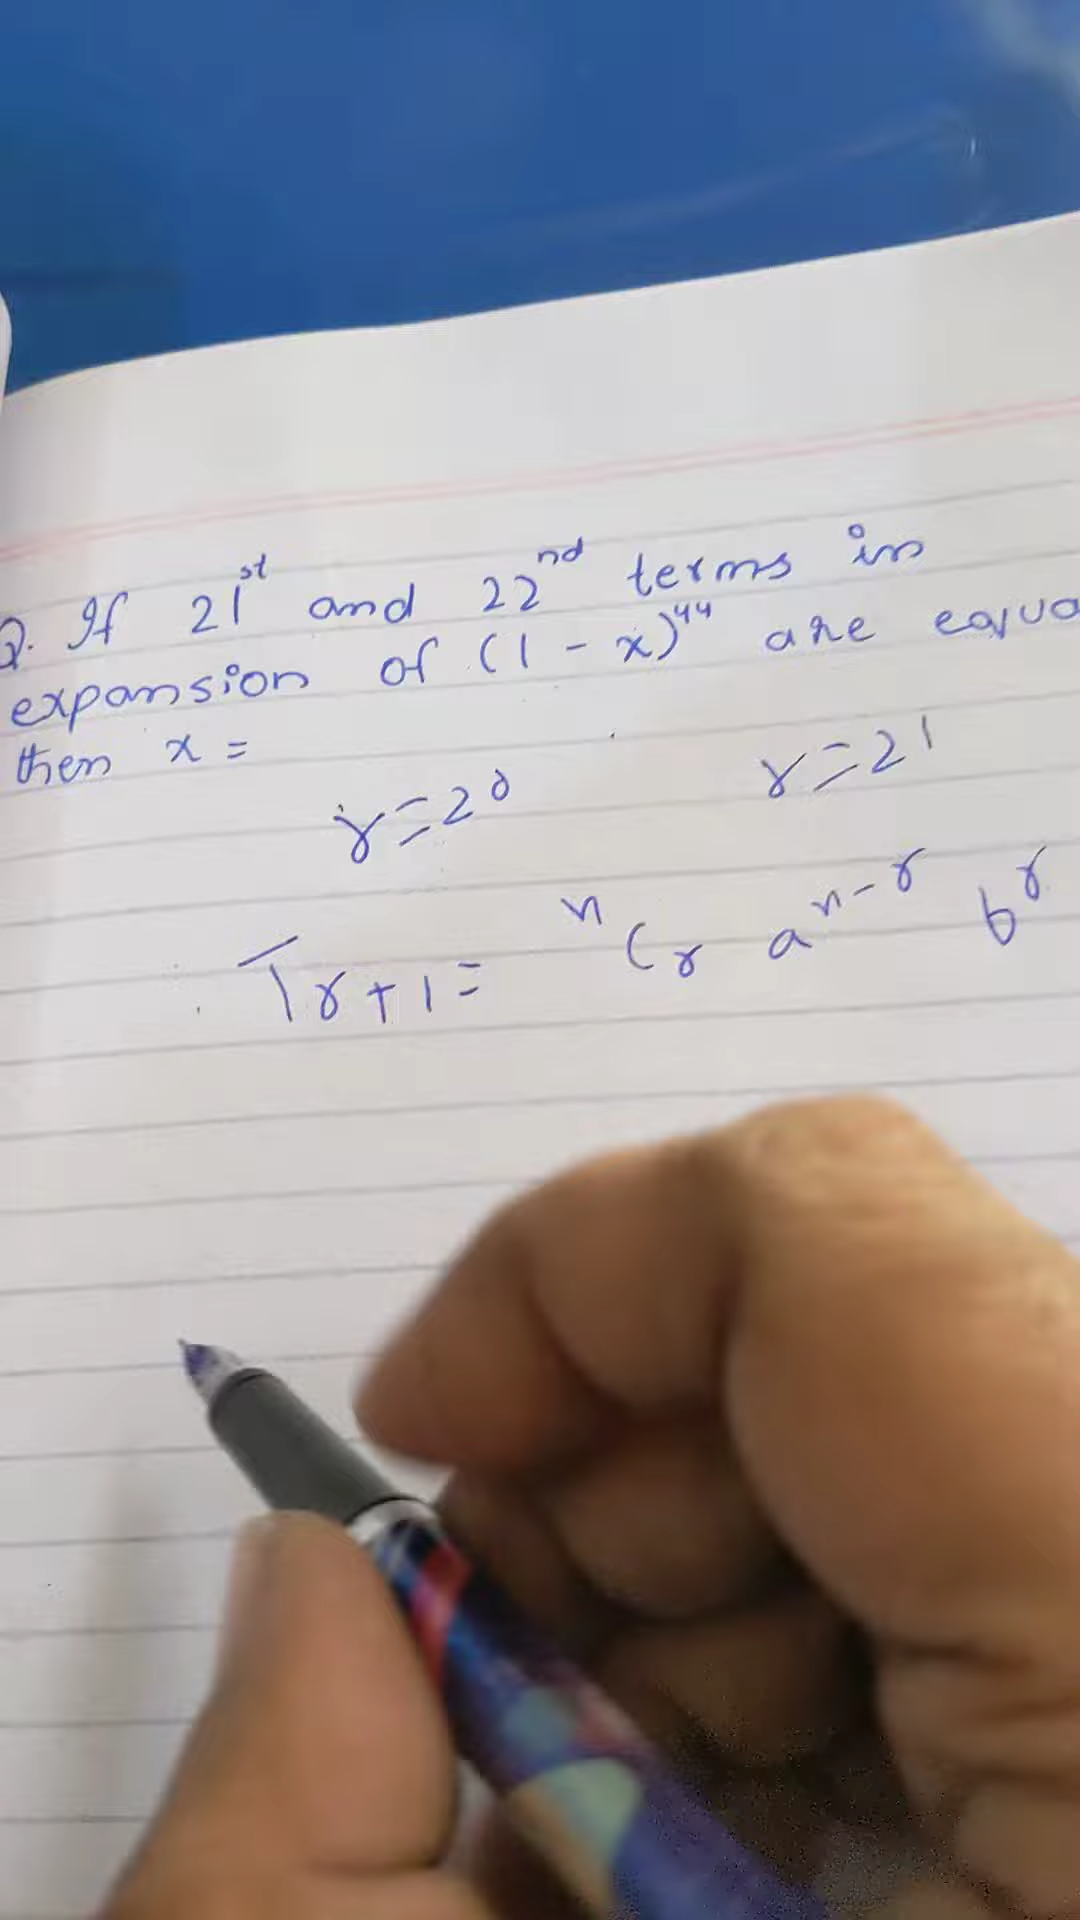 Q. If 21st and 22nd terms in
expansion of (1 - x)^44 are equa
then x =
r = 20 r = 21
Tr+1 = nCr a^n-r b^r